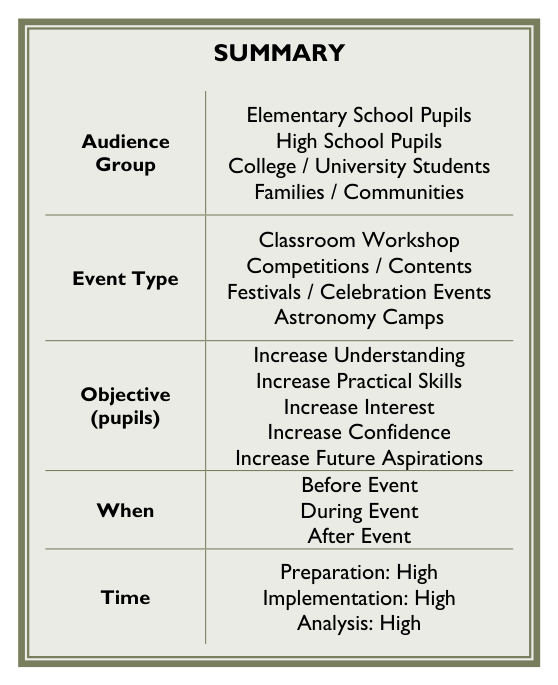 SUMMARY
Audience
Group
Elementary School Pupils
High School Pupils
College / University Students
Families / Communities
Event Type
Classroom Workshop
Competitions / Contents
Festivals / Celebration Events
Astronomy Camps
Objective
(pupils)
Increase Understanding
Increase Practical Skills
Increase Interest
Increase Confidence
Increase Future Aspirations
When
Before Event
During Event
After Event
Time
Preparation: High
Implementation: High
Analysis: High